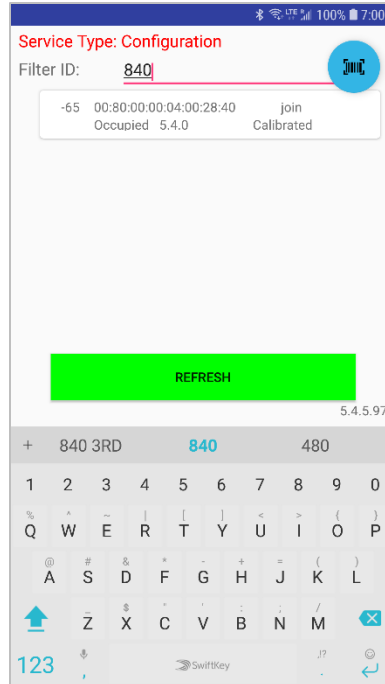 100% 7:00
Service Type: Configuration
Filter ID: 840
-65 00:80:00:00:04:00:28:40 join
Occupied 5.4.0 Calibrated
REFRESH
5.4.5.97
+ 840 3RD 840 480
1 2 3 4 5 6 7 8 9 0
% ^ ~ | [ ] < > ( )
Q W E R T Y U I O P
@ # & * - + = ( )
A S D F G H J K L
_ $ " ' : ; /
Z X C V B N M
123 , SwiftKey ,!? .